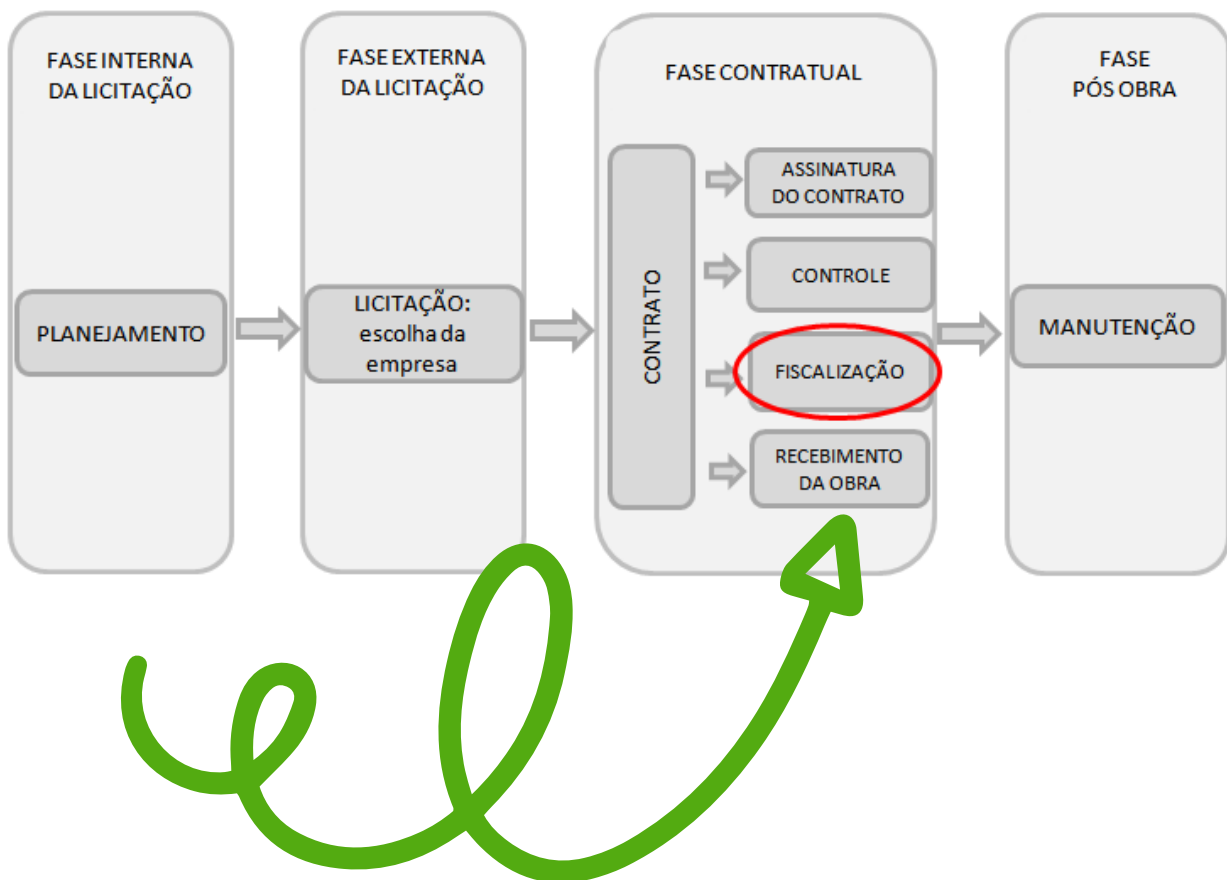 FASE INTERNA
DA LICITAÇÃO
PLANEJAMENTO
FASE EXTERNA
DA LICITAÇÃO
LICITAÇÃO:
escolha da
empresa
FASE CONTRATUAL
CONTRATO
ASSINATURA
DO CONTRATO
CONTROLE
FISCALIZAÇÃO
RECEBIMENTO
DA OBRA
FASE
PÓS OBRA
MANUTENÇÃO